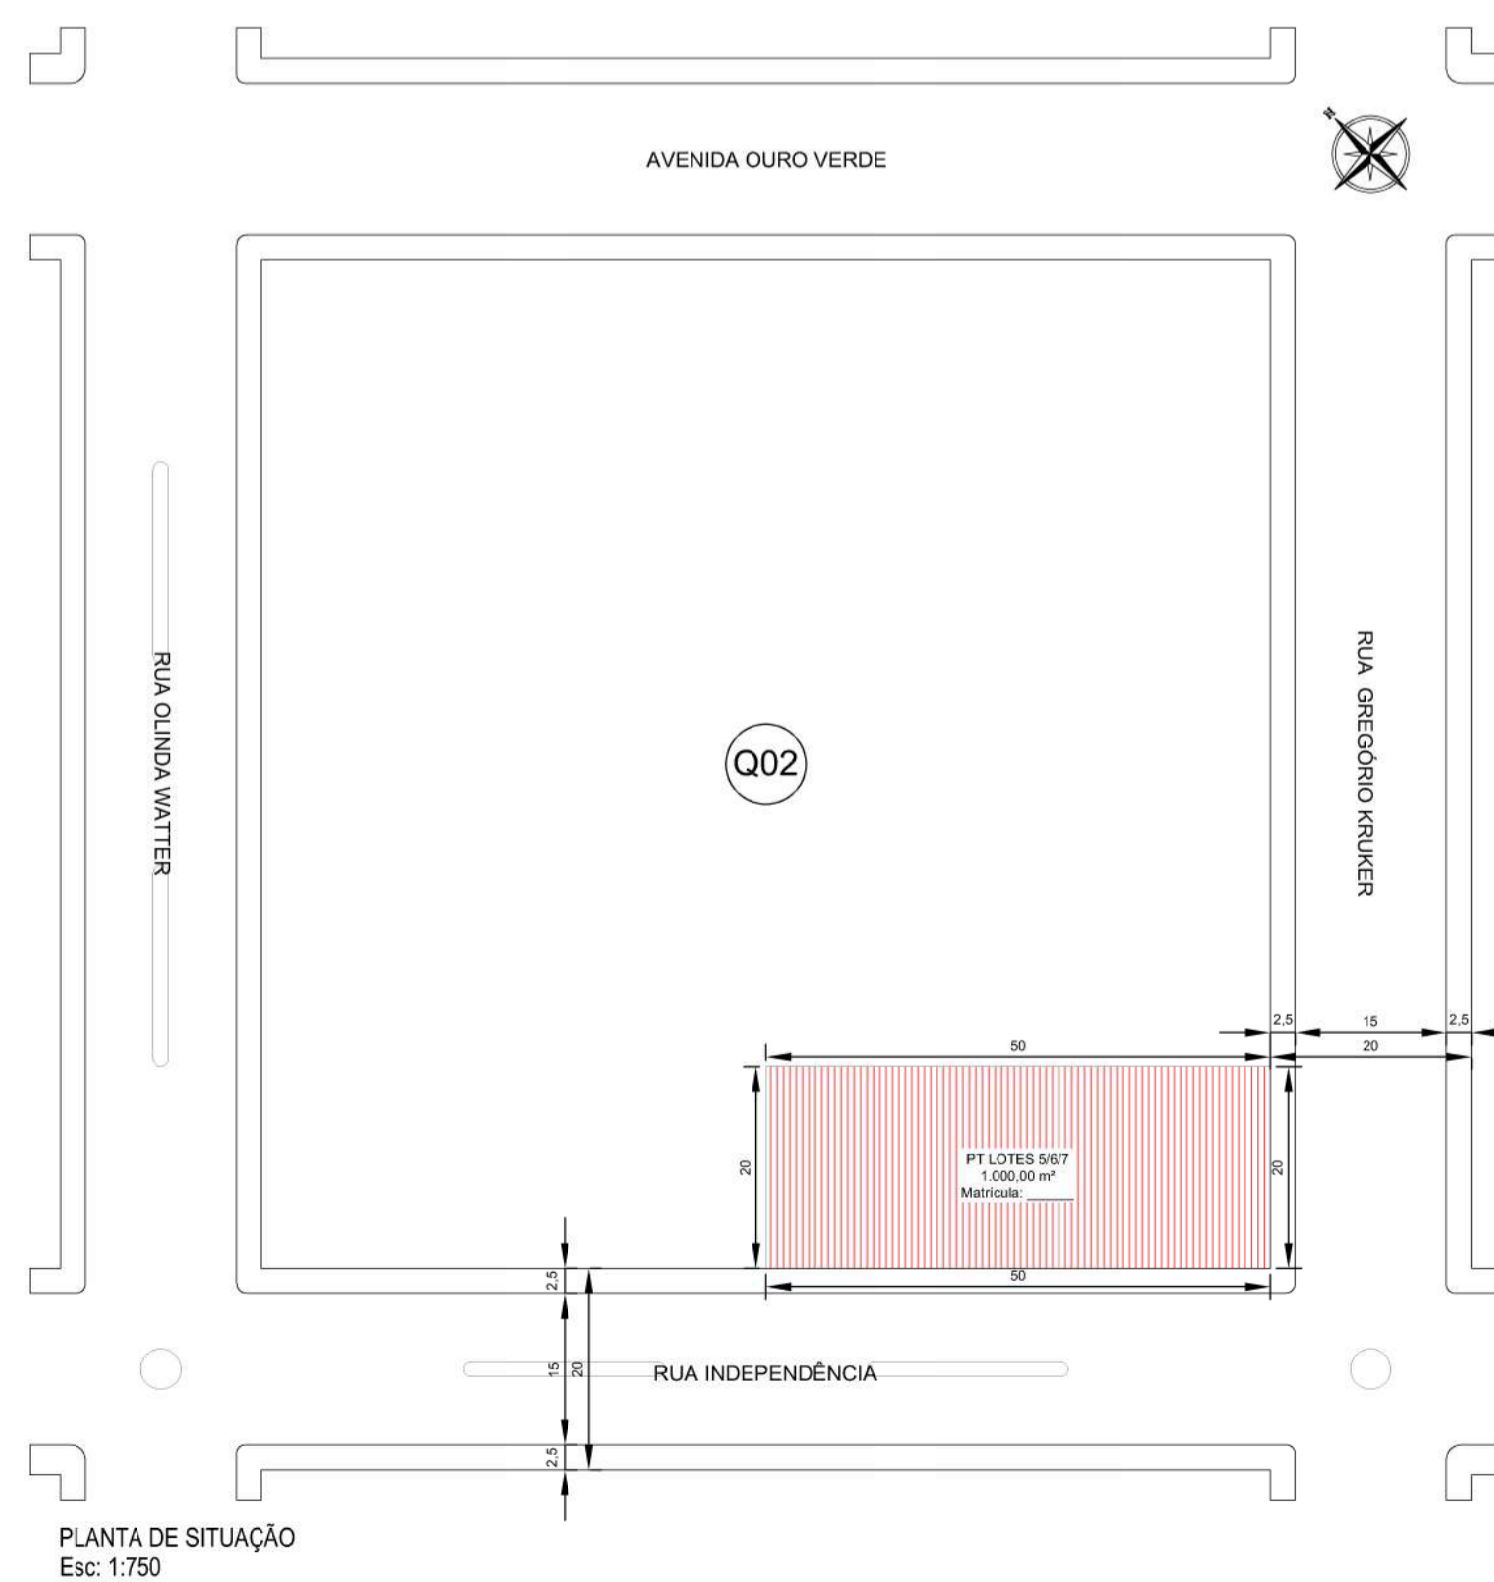 N
AVENIDA OURO VERDE
RUA OLINDA WATTER
Q02
RUA GREGÓRIO KRUKER
2,5
15
2,5
20
50
20
PT LOTES 5/6/7
1.000,00 m²
Matrícula: ______
20
50
2,5
15
20
2,5
RUA INDEPENDÊNCIA
PLANTA DE SITUAÇÃO
Esc: 1:750